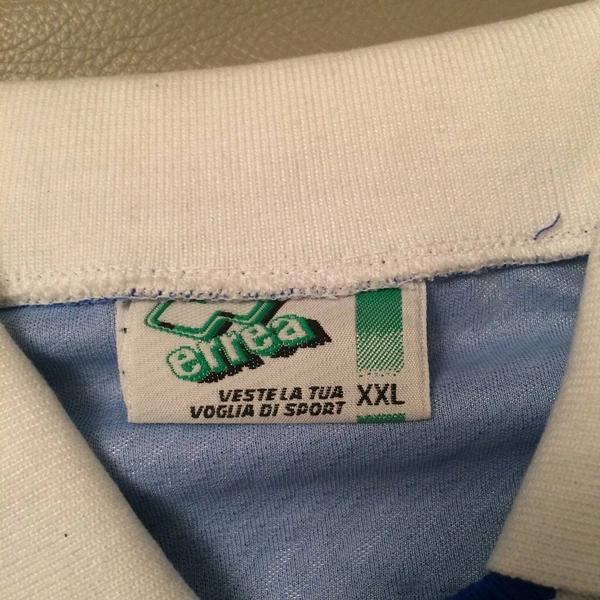 errea
VESTE LA TUA
VOGLIA DI SPORT
XXL